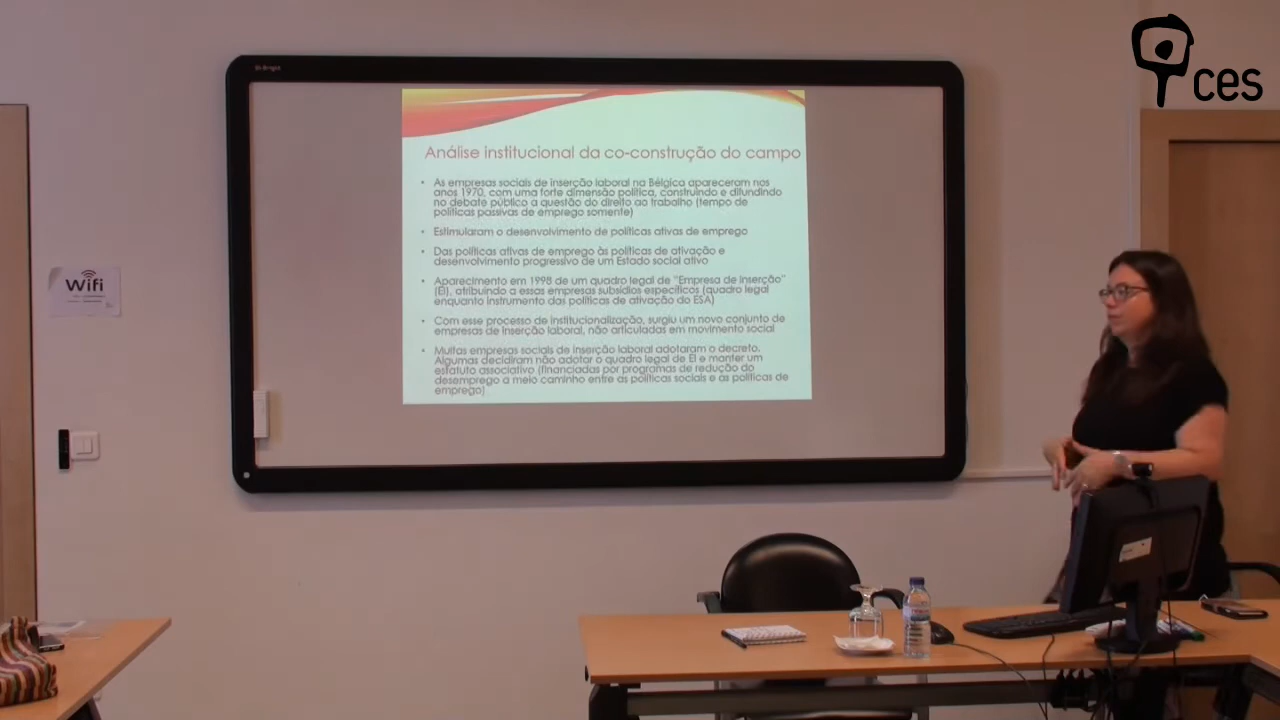 ces
Análise institucional da co-construção do campo
• As empresas sociais de inserção laboral na Bélgica apareceram nos
anos 1970, com uma forte dimensão política, construindo e difundindo
no debate público a questão do direito ao trabalho (tempo de
políticas passivas de emprego somente)
• Estimularam o desenvolvimento de políticas ativas de emprego
• Das políticas ativas de emprego às políticas de ativação e
desenvolvimento progressivo de um Estado social ativo
• Aparecimento em 1998 de um quadro legal de "Empresa de Inserção"
(EI), atribuindo a essas empresas subsídios específicos (quadro legal
enquanto instrumento das políticas de ativação do ESA)
• Com esse processo de institucionalização, surgiu um novo conjunto de
empresas de inserção laboral, não articuladas em movimento social
• Muitas empresas sociais de inserção laboral adotaram o decreto.
Algumas decidiram não adotar o quadro legal de EI e manter um
estatuto associativo (financiadas por programas de redução do
desemprego a meio caminho entre as políticas sociais e as políticas de
emprego)
Wifi